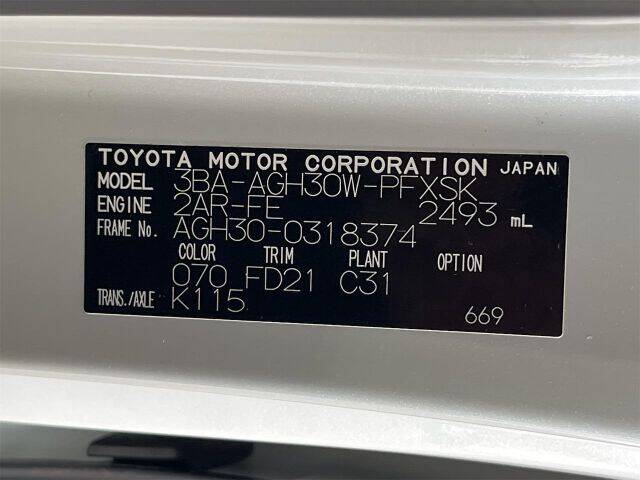 TOYOTA MOTOR CORPORATION JAPAN
MODEL 3BA-AGH30W-PFXSK
ENGINE 2AR-FE 2493 mL
FRAME No. AGH30-0318374
COLOR TRIM PLANT OPTION
070 FD21 C31
TRANS./AXLE K115
669